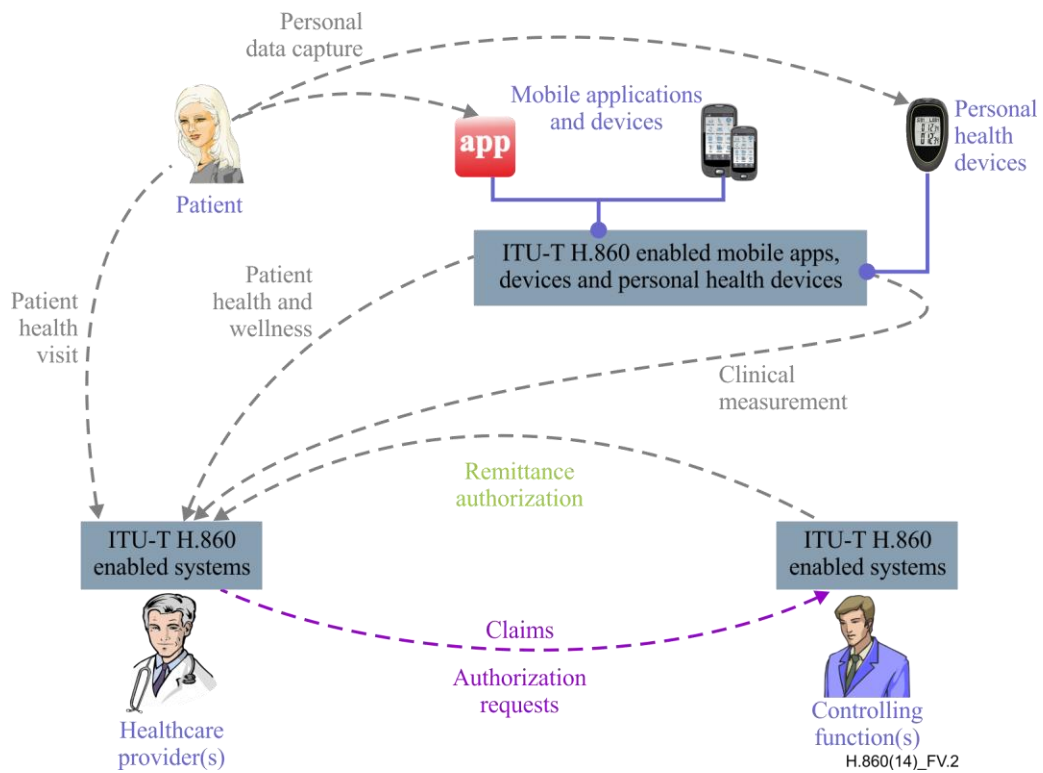 Personal
data capture
Mobile applications
and devices
Personal
health
devices
app
Patient
ITU-T H.860 enabled mobile apps,
devices and personal health devices
Patient
health and
wellness
Patient
health
visit
Clinical
measurement
Remittance
authorization
ITU-T H.860
enabled systems
ITU-T H.860
enabled systems
Claims
Authorization
requests
Healthcare
provider(s)
Controlling
function(s)
H.860(14)_FV.2